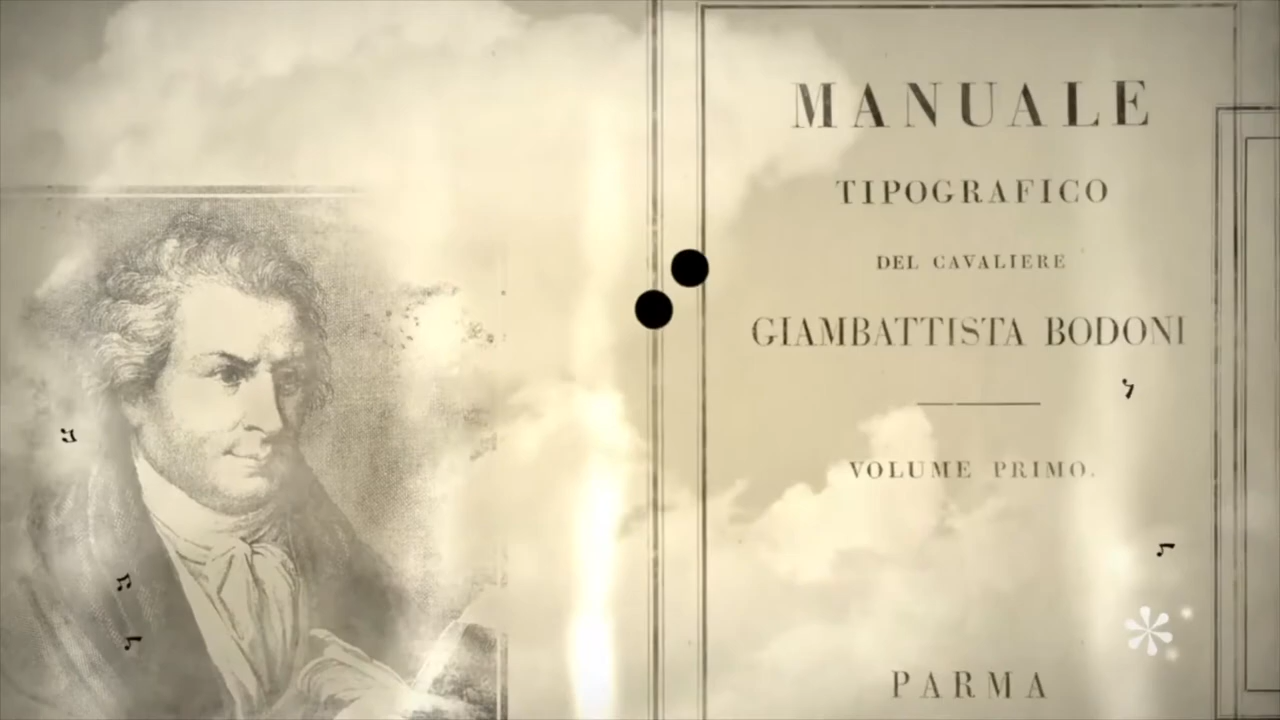 MANUALE
TIPOGRAFICO
DEL CAVALIERE
GIAMBATTISTA BODONI
VOLUME PRIMO.
PARMA